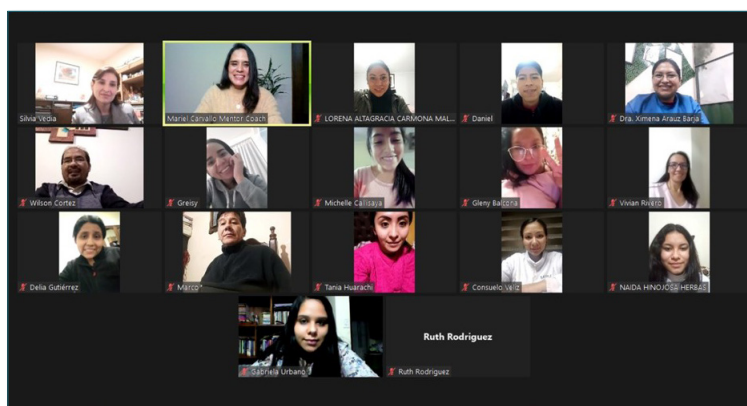 Silvia Vedia
Mariel Carvallo Mentor Coach
LORENA ALTAGRACIA CARMONA MAL...
Daniel
Dra. Ximena Arauz Barja
Wilson Cortez
Greisy
Michelle Callisaya
Gleny Balcona
Vivian Rivero
Delia Gutiérrez
Marco
Tania Huarachi
Consuelo Veliz
NAIDA HINOJOSA HERBAS
Gabriela Urbano
Ruth Rodriguez
Ruth Rodriguez